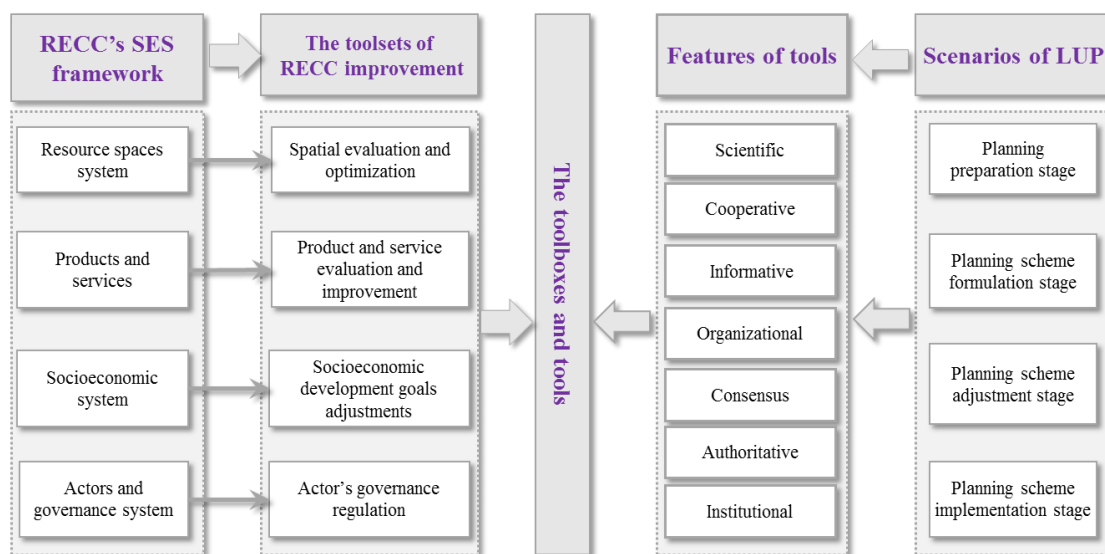 RECC's SES
framework
The toolsets of
RECC improvement
Features of tools
Scenarios of LUP
Resource spaces
system
Products and
services
Socioeconomic
system
Actors and
governance system
Spatial evaluation and
optimization
Product and service
evaluation and
improvement
Socioeconomic
development goals
adjustments
Actor's governance
regulation
The toolboxes and tools
Scientific
Cooperative
Informative
Organizational
Consensus
Authoritative
Institutional
Planning
preparation stage
Planning scheme
formulation stage
Planning scheme
adjustment stage
Planning scheme
implementation stage